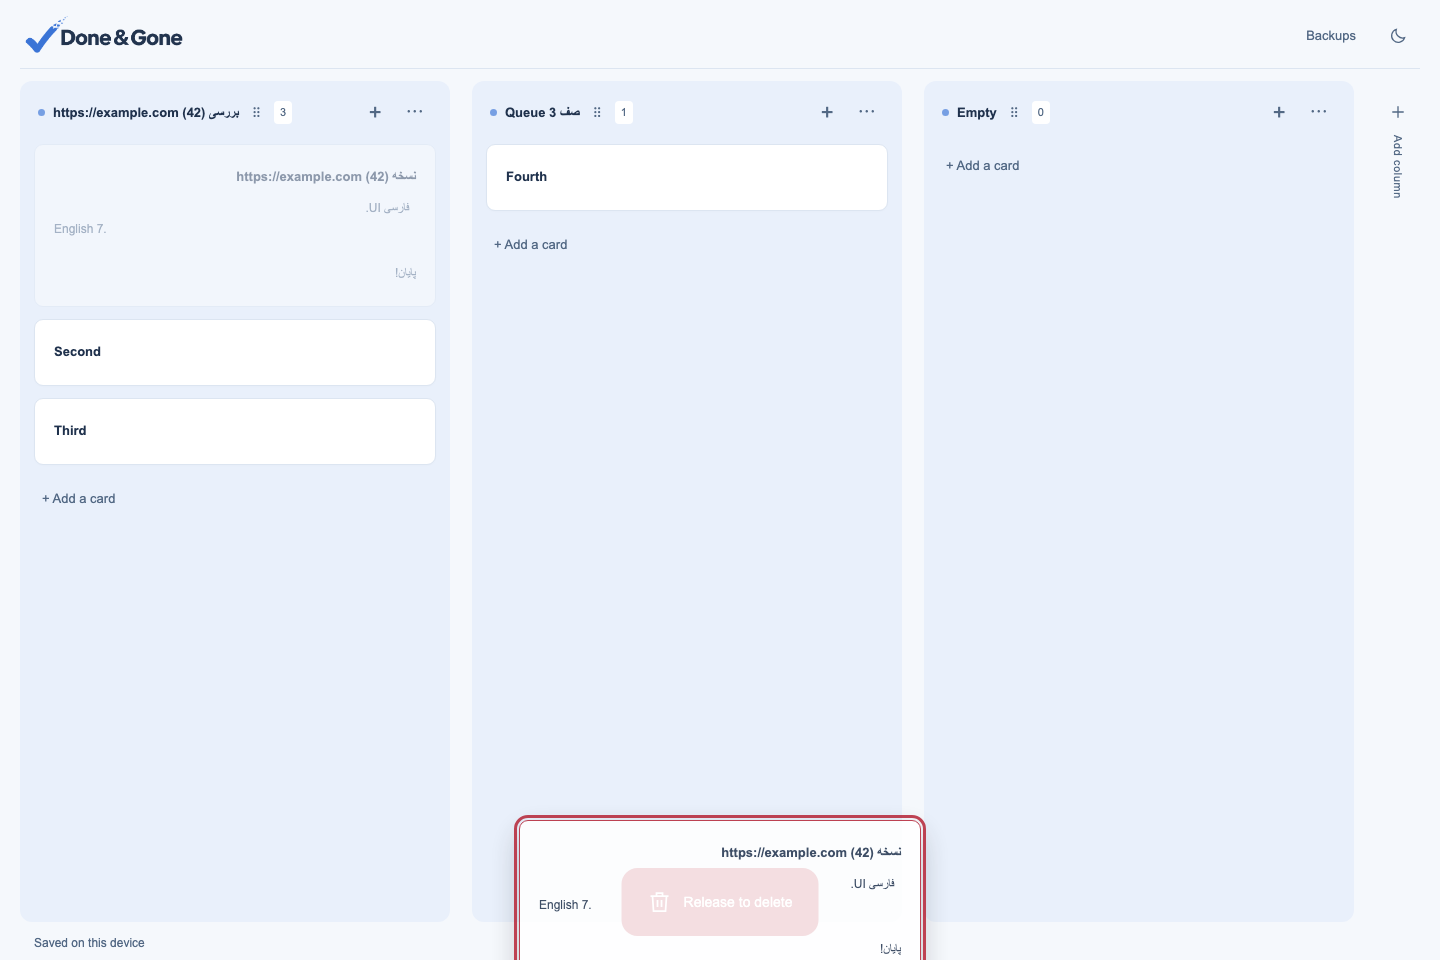 Done & Gone
Backups
https://example.com (42) بررسی
3
نسخه https://example.com (42)
فارسی UI.
English 7.
پایان!
Second
Third
+ Add a card
Queue 3 صف
1
Fourth
+ Add a card
Empty
0
+ Add a card
Add column
نسخه https://example.com (42)
فارسی UI.
English 7.
Release to delete
پایان!
Saved on this device